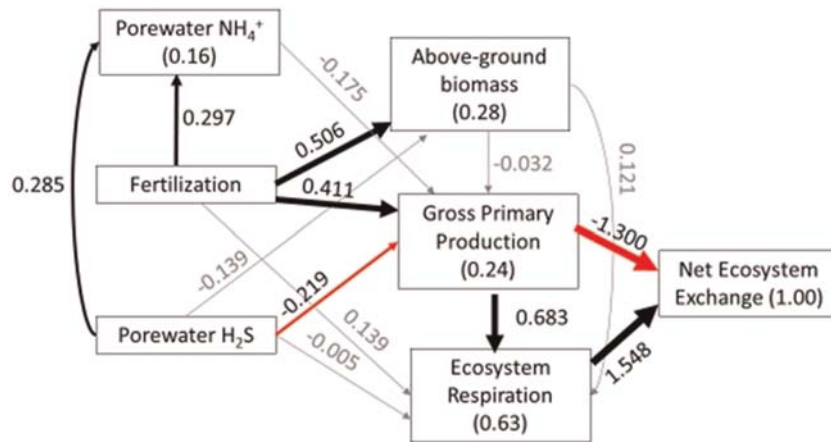 Porewater NH₄⁺
(0.16)
Above-ground
biomass
(0.28)
-0.175
0.297
0.506
0.121
0.285
Fertilization
0.411
-0.032
Gross Primary
Production
(0.24)
-1.300
Net Ecosystem
Exchange (1.00)
-0.139
-0.219
0.683
Porewater H₂S
0.139
-0.005
Ecosystem
Respiration
(0.63)
1.548